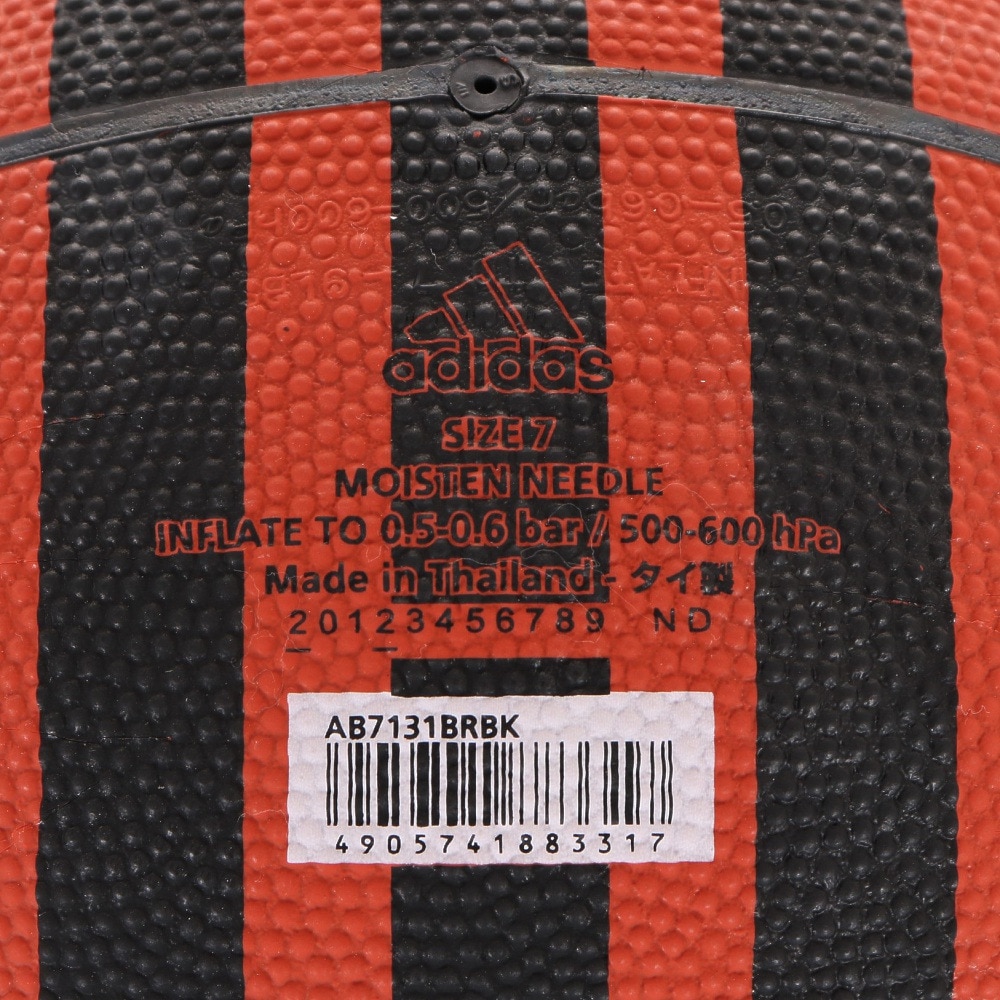 adidas
SIZE 7
MOISTEN NEEDLE
INFLATE TO 0.5-0.6 bar / 500-600 hPa
Made in Thailand - タイ製
20123456789 ND
AB7131BRBK
4905741883317